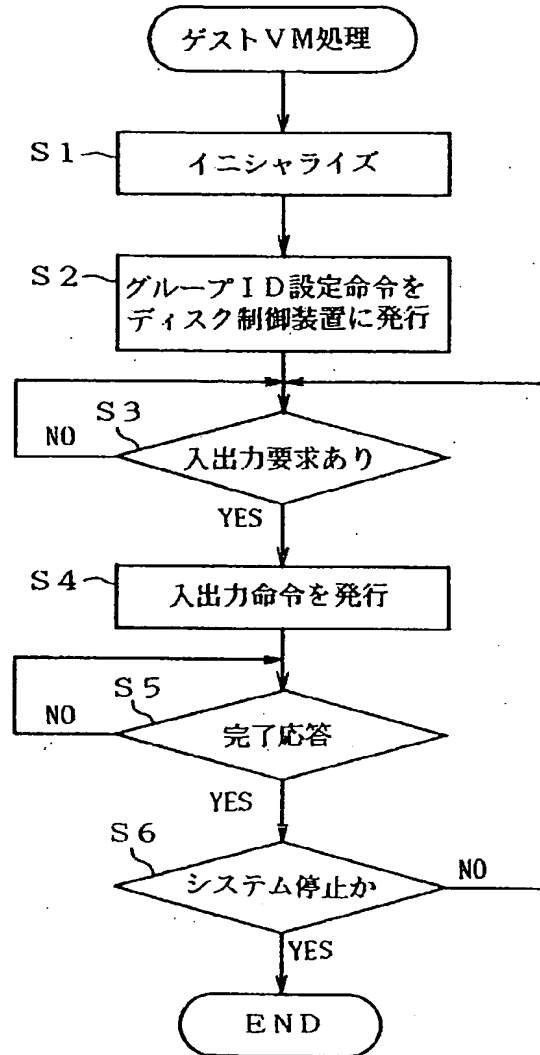 ゲストVM処理
S1
イニシャライズ
S2
グループID設定命令を
ディスク制御装置に発行
S3
NO
入出力要求あり
YES
S4
入出力命令を発行
S5
NO
完了応答
YES
S6
システム停止か
NO
YES
END